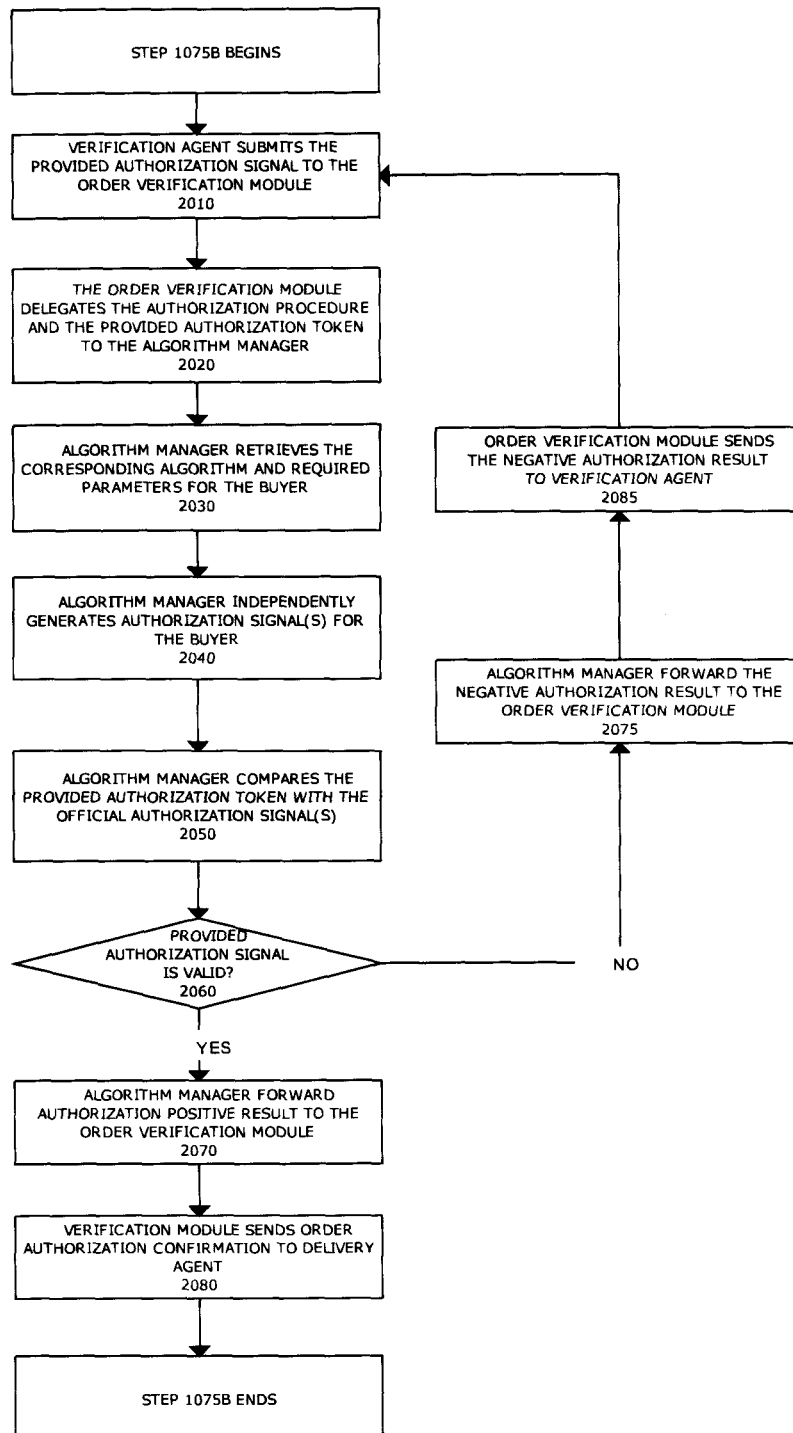 STEP 1075B BEGINS
VERIFICATION AGENT SUBMITS THE
PROVIDED AUTHORIZATION SIGNAL TO THE
ORDER VERIFICATION MODULE
2010
THE ORDER VERIFICATION MODULE
DELEGATES THE AUTHORIZATION PROCEDURE
AND THE PROVIDED AUTHORIZATION TOKEN
TO THE ALGORITHM MANAGER
2020
ALGORITHM MANAGER RETRIEVES THE
CORRESPONDING ALGORITHM AND REQUIRED
PARAMETERS FOR THE BUYER
2030
ALGORITHM MANAGER INDEPENDENTLY
GENERATES AUTHORIZATION SIGNAL(S) FOR
THE BUYER
2040
ALGORITHM MANAGER COMPARES THE
PROVIDED AUTHORIZATION TOKEN WITH THE
OFFICIAL AUTHORIZATION SIGNAL(S)
2050
PROVIDED
AUTHORIZATION SIGNAL
IS VALID?
2060
YES
ALGORITHM MANAGER FORWARD
AUTHORIZATION POSITIVE RESULT TO THE
ORDER VERIFICATION MODULE
2070
VERIFICATION MODULE SENDS ORDER
AUTHORIZATION CONFIRMATION TO DELIVERY
AGENT
2080
STEP 1075B ENDS
NO
ALGORITHM MANAGER FORWARD THE
NEGATIVE AUTHORIZATION RESULT TO THE
ORDER VERIFICATION MODULE
2075
ORDER VERIFICATION MODULE SENDS
THE NEGATIVE AUTHORIZATION RESULT
TO VERIFICATION AGENT
2085